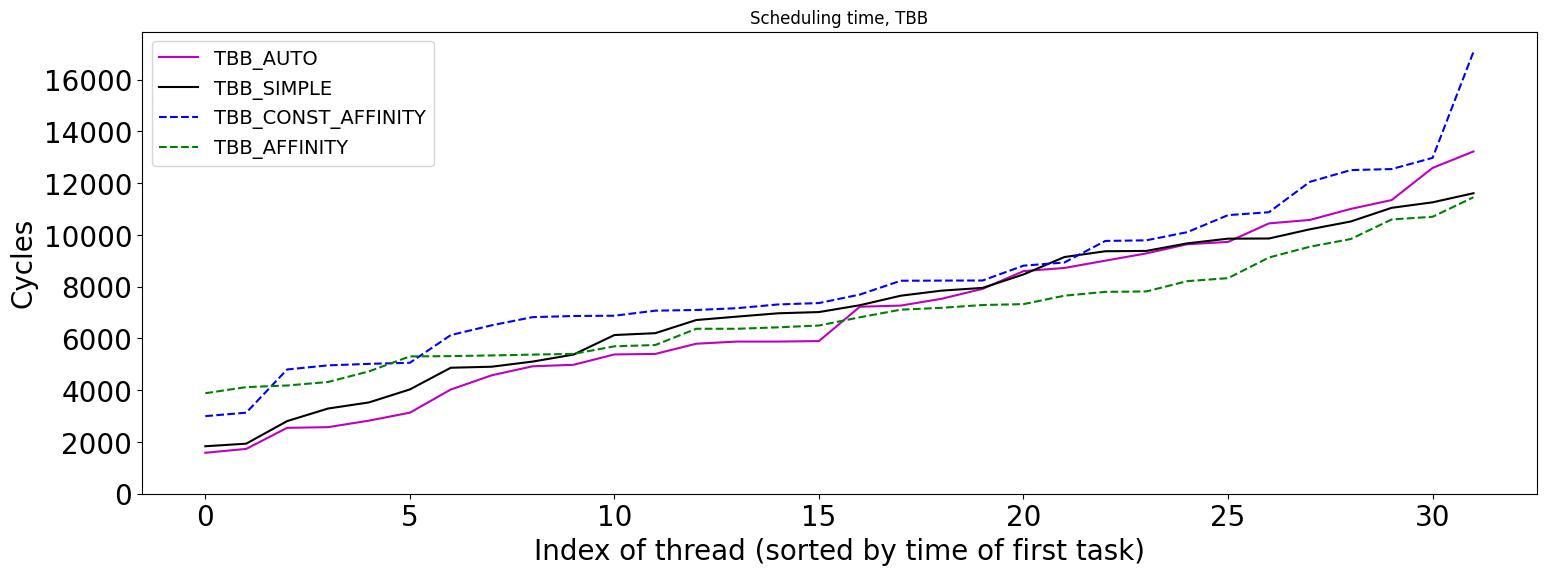 Scheduling time, TBB
TBB_AUTO
TBB_SIMPLE
TBB_CONST_AFFINITY
TBB_AFFINITY
Cycles
16000
14000
12000
10000
8000
6000
4000
2000
0
0 5 10 15 20 25 30
Index of thread (sorted by time of first task)